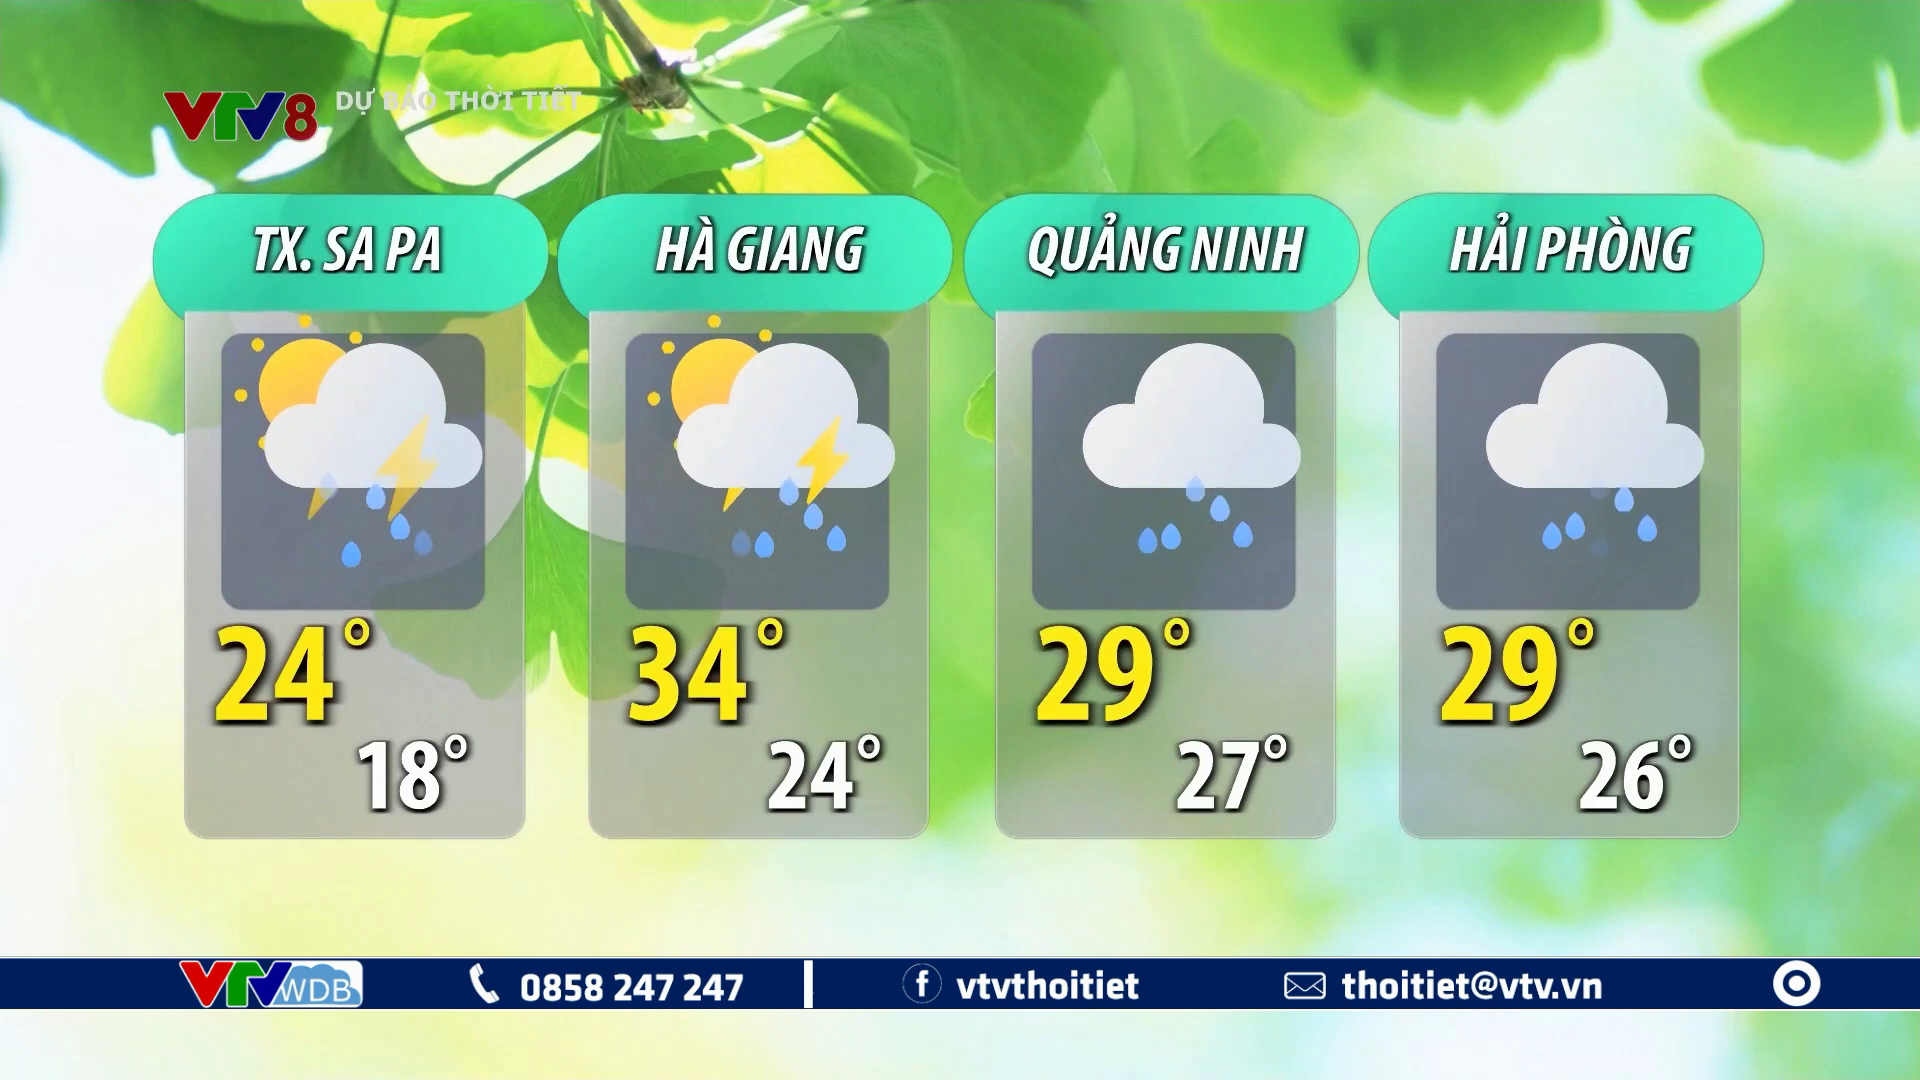 VTV8 DỰ BÁO THỜI TIẾT
TX. SA PA
24°
18°
HÀ GIANG
34°
24°
QUẢNG NINH
29°
27°
HẢI PHÒNG
29°
26°
VTV WDB 0858 247 247 vtvthoitiet thoitiet@vtv.vn